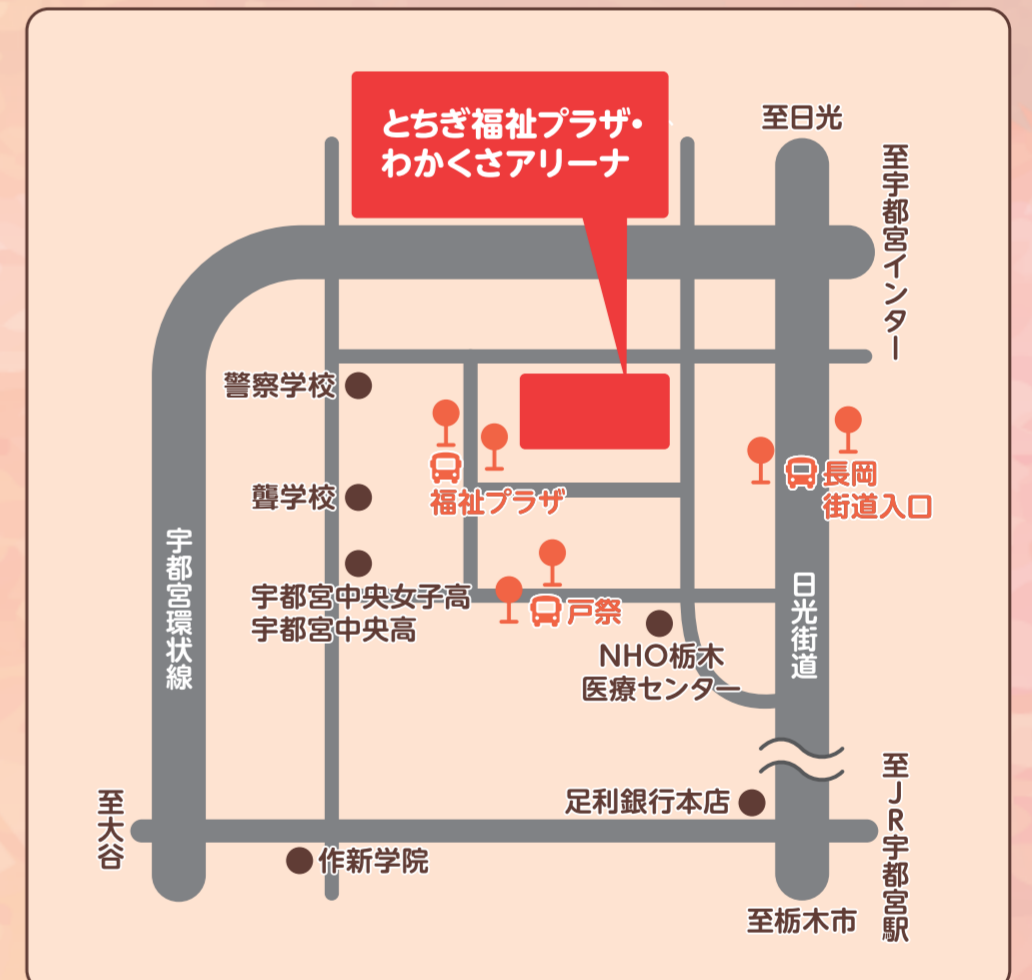 とちぎ福祉プラザ・
わかくさアリーナ
至日光
至宇都宮インター
警察学校
聾学校
福祉プラザ
長岡
街道入口
宇都宮環状線
宇都宮中央女子高
宇都宮中央高
戸祭
日光街道
NHO栃木
医療センター
至大谷
足利銀行本店
至JR宇都宮駅
作新学院
至栃木市